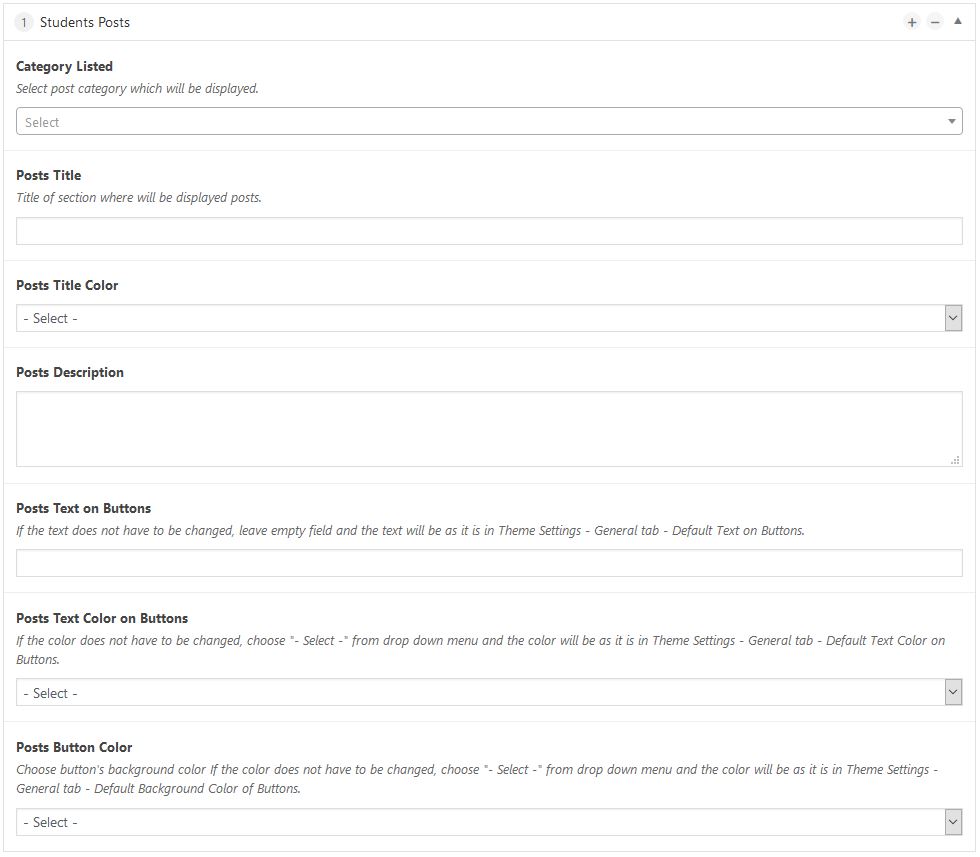 1 Students Posts
Category Listed
Select post category which will be displayed.
Select
Posts Title
Title of section where will be displayed posts.
Posts Title Color
- Select -
Posts Description
Posts Text on Buttons
If the text does not have to be changed, leave empty field and the text will be as it is in Theme Settings - General tab - Default Text on Buttons.
Posts Text Color on Buttons
If the color does not have to be changed, choose "- Select -" from drop down menu and the color will be as it is in Theme Settings - General tab - Default Text Color on
Buttons.
- Select -
Posts Button Color
Choose button's background color If the color does not have to be changed, choose "- Select -" from drop down menu and the color will be as it is in Theme Settings -
General tab - Default Background Color of Buttons.
- Select -